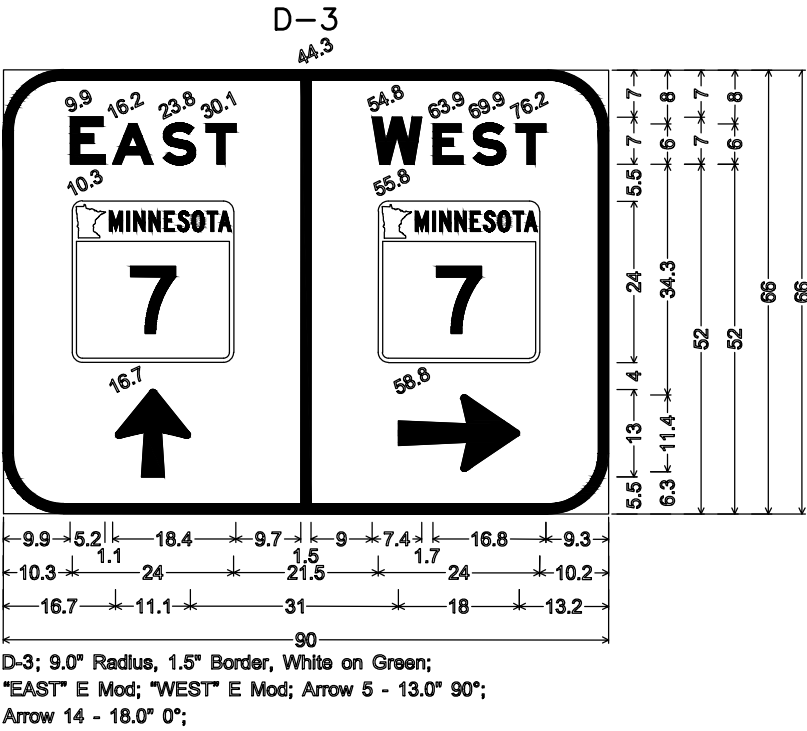 D-3
44.3
9.9 16.2 23.8 30.1 54.8 63.9 69.9 76.2
EAST WEST
10.3 55.8
MINNESOTA MINNESOTA
7 7
16.7 58.8
7 8 7 8
7 6 7 6
5.5
24 34.3 66 66
52 52
4
13 11.4
5.5 6.3
9.9 5.2 18.4 9.7 9 7.4 16.8 9.3
1.1 1.5 1.7
10.3 24 21.5 24 10.2
16.7 11.1 31 18 13.2
90
D-3; 9.0" Radius, 1.5" Border, White on Green;
"EAST" E Mod; "WEST" E Mod; Arrow 5 - 13.0" 90°;
Arrow 14 - 18.0" 0°;